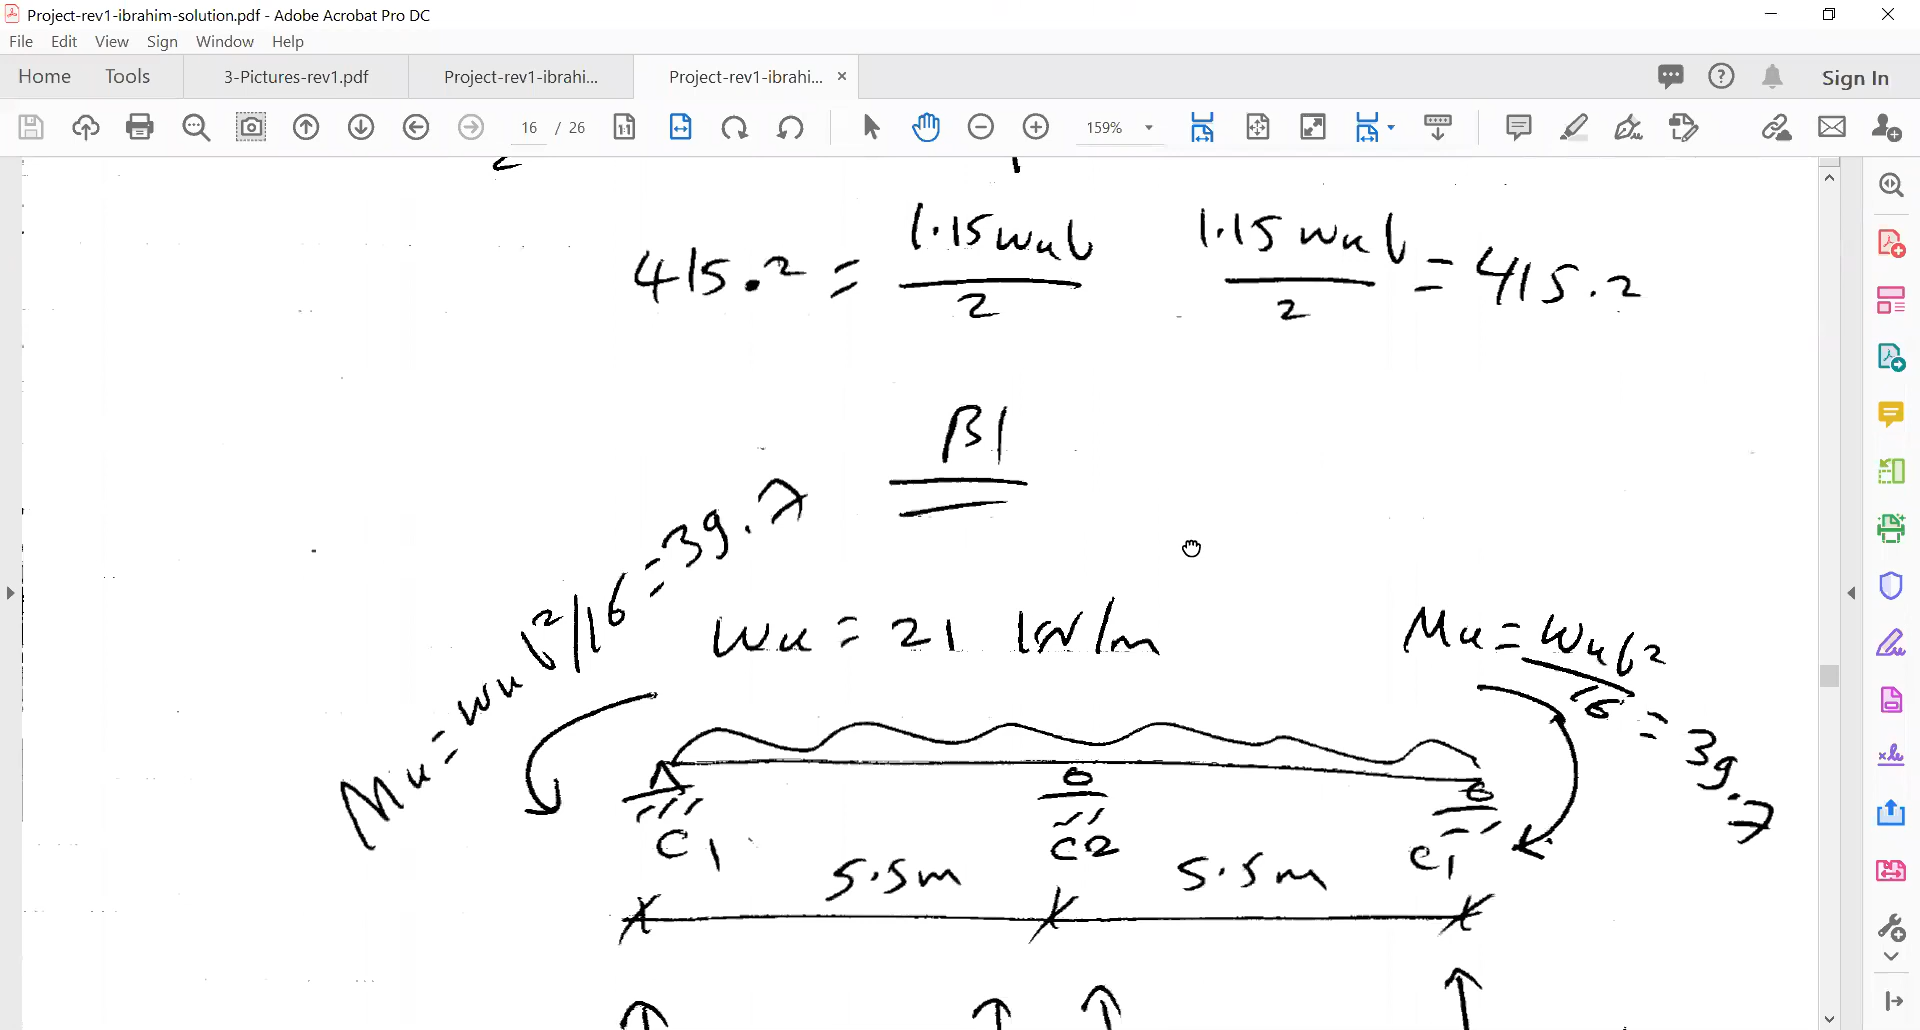 Project-rev1-ibrahim-solution.pdf - Adobe Acrobat Pro DC
File Edit View Sign Window Help
Home Tools 3-Pictures-rev1.pdf Project-rev1-ibrahi... Project-rev1-ibrahi... × Sign In
16 / 26 159%
415.2 = 1.15 wu l / 2 1.15 wu l / 2 = 415.2
B1
Mu = wu l²/16 = 39.7
wu = 21 kN/m
Mu = wu l² / 16 = 39.7
C1 C2 C1
5.5m 5.5m